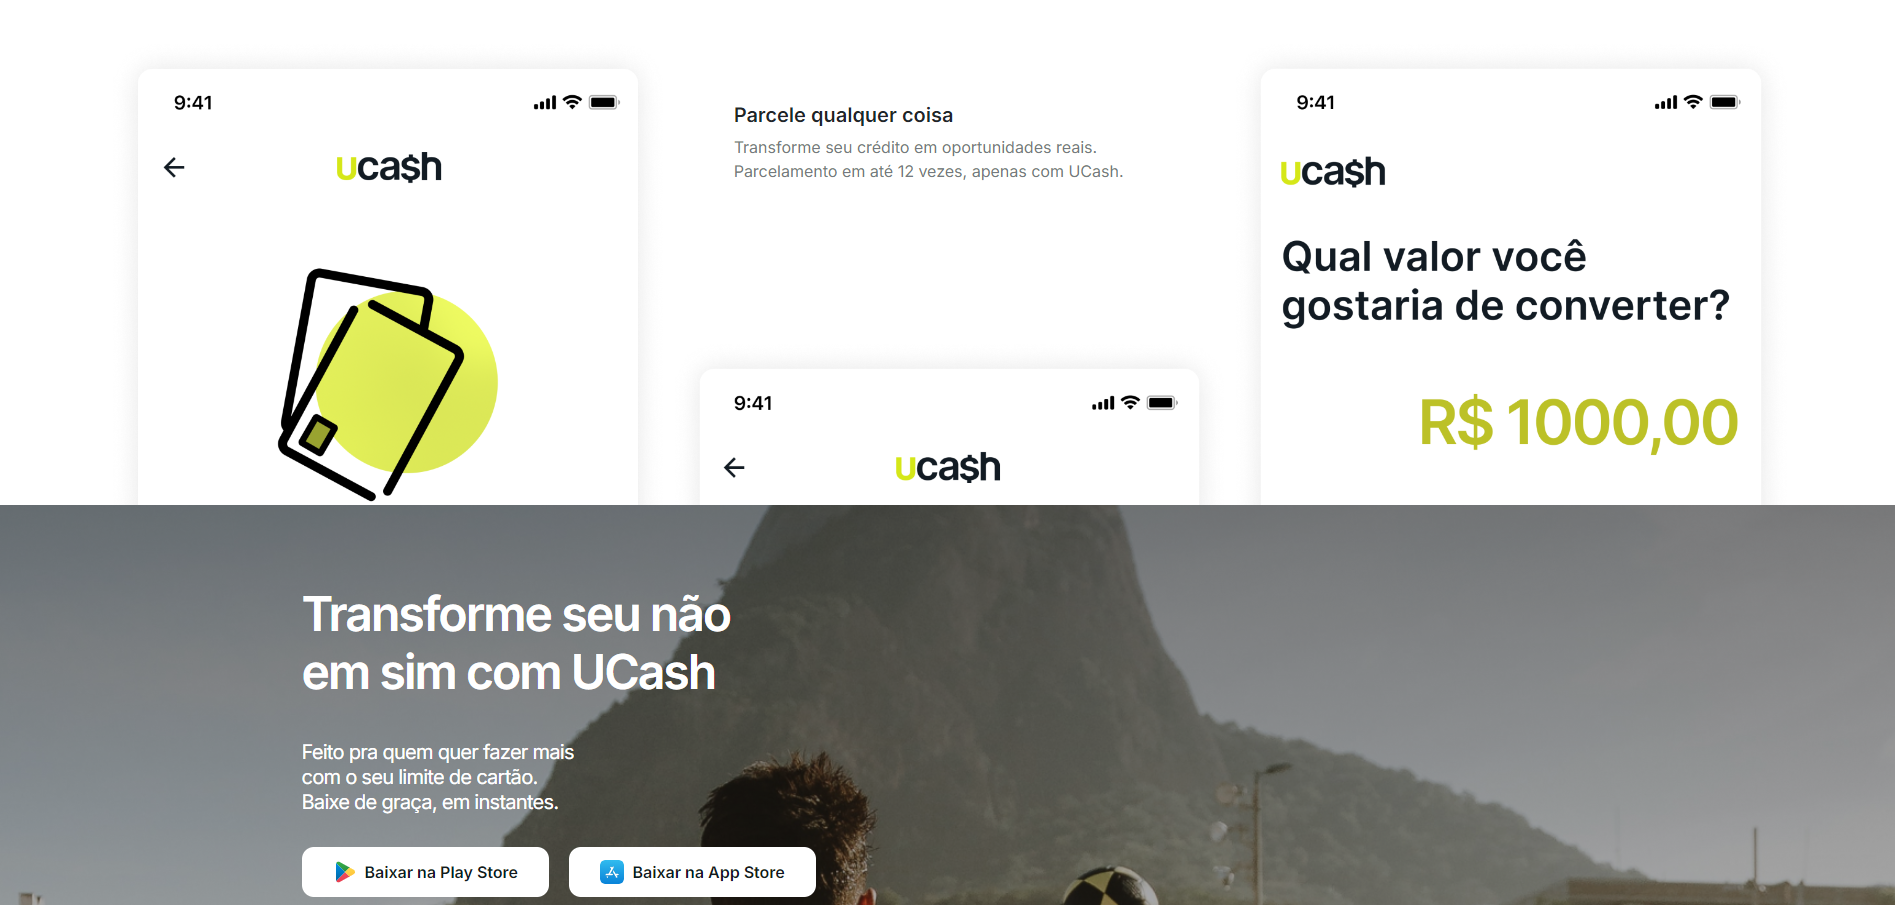 9:41
uca$h
Parcele qualquer coisa
Transforme seu crédito em oportunidades reais.
Parcelamento em até 12 vezes, apenas com UCash.
9:41
uca$h
9:41
uca$h
Qual valor você
gostaria de converter?
R$ 1000,00
Transforme seu não
em sim com UCash
Feito pra quem quer fazer mais
com o seu limite de cartão.
Baixe de graça, em instantes.
Baixar na Play Store
Baixar na App Store